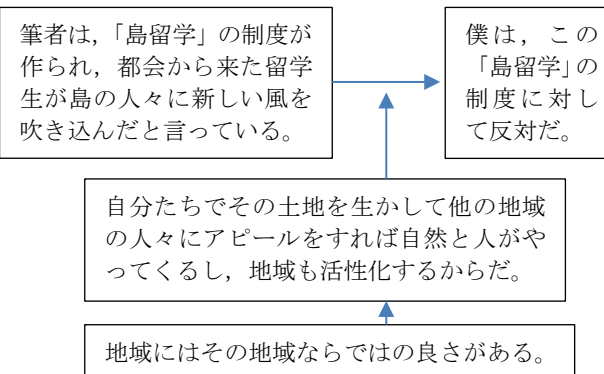 筆者は，「島留学」の制度が
作られ，都会から来た留学
生が島の人々に新しい風を
吹き込んだと言っている。
僕は，この
「島留学」の
制度に対し
て反対だ。
自分たちでその土地を生かして他の地域
の人々にアピールをすれば自然と人がや
ってくるし，地域も活性化するからだ。
地域にはその地域ならではの良さがある。